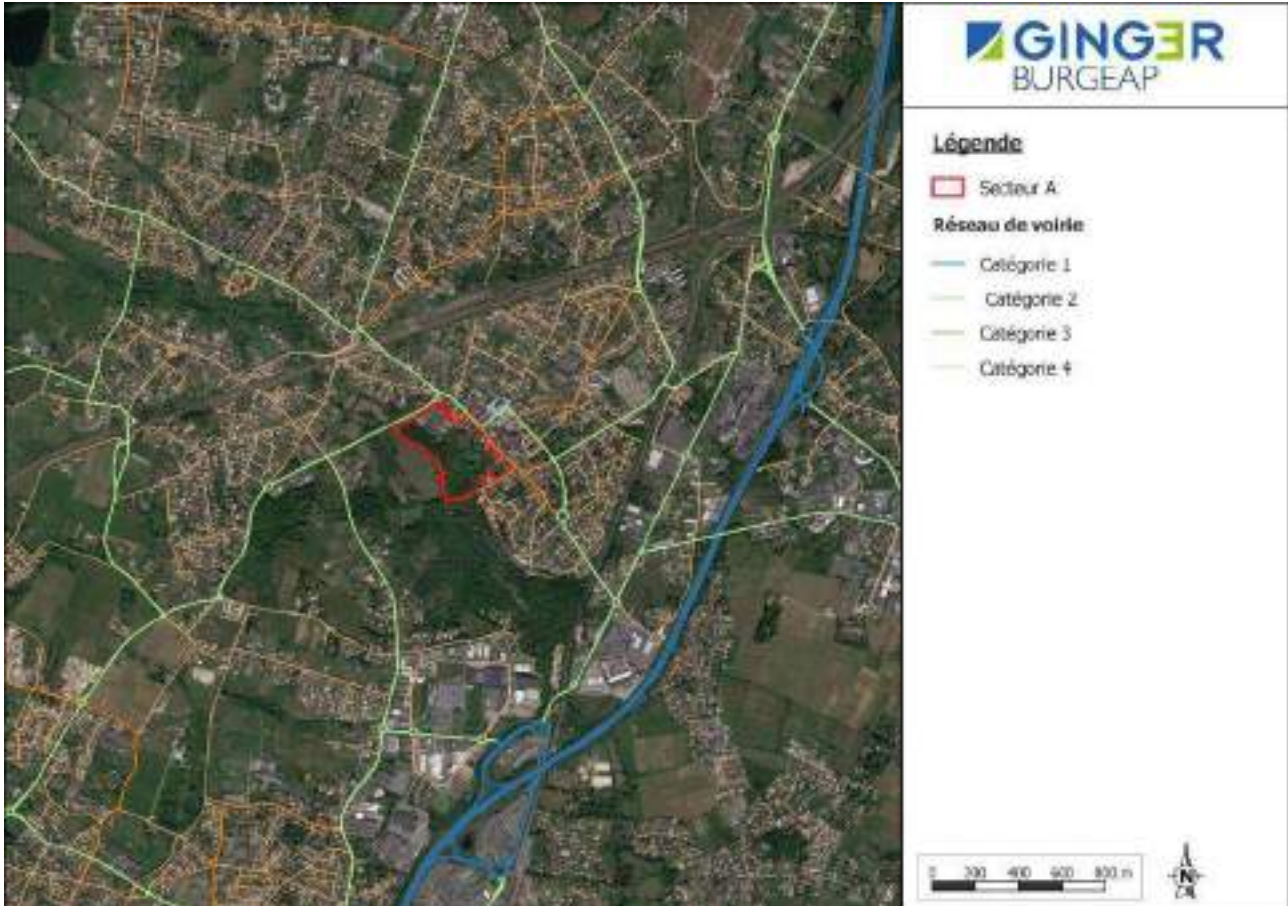 GINGER
BURGEAP
Légende
Secteur A
Réseau de voirie
Catégorie 1
Catégorie 2
Catégorie 3
Catégorie 4
0 200 400 600 800 m
N